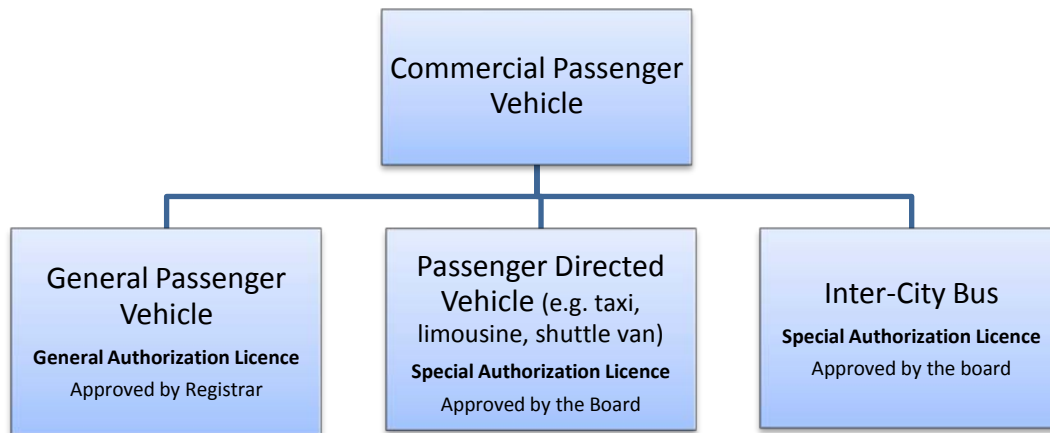 Commercial Passenger
Vehicle
General Passenger
Vehicle
General Authorization Licence
Approved by Registrar
Passenger Directed
Vehicle (e.g. taxi,
limousine, shuttle van)
Special Authorization Licence
Approved by the Board
Inter-City Bus
Special Authorization Licence
Approved by the board